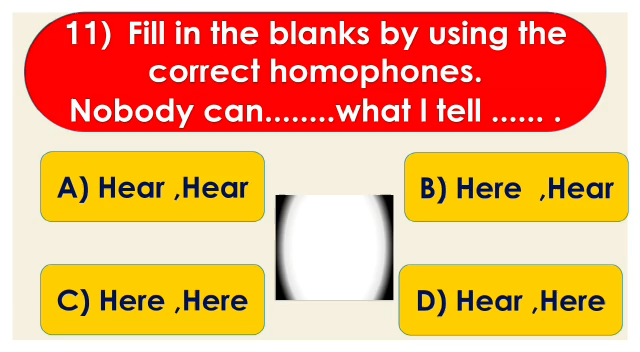 11) Fill in the blanks by using the
correct homophones.
Nobody can........what I tell ...... .
A) Hear ,Hear
B) Here ,Hear
C) Here ,Here
D) Hear ,Here